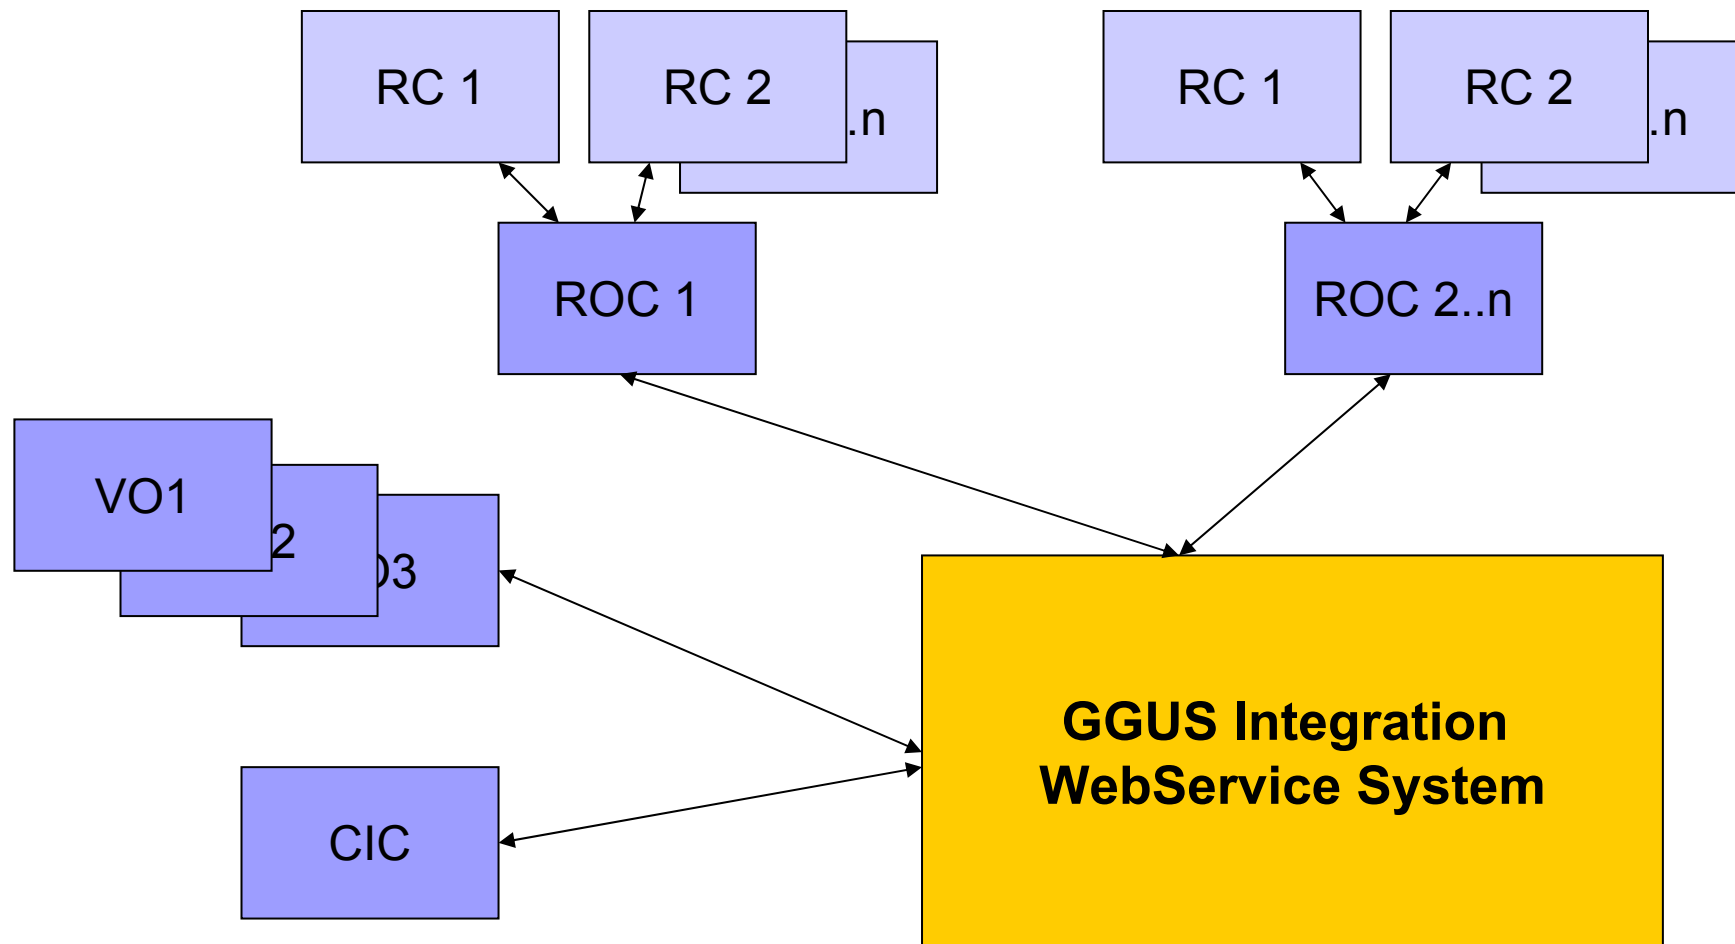 RC 1
RC 2
.n
RC 1
RC 2
.n
ROC 1
ROC 2..n
VO1
2
3
CIC
GGUS Integration
WebService System